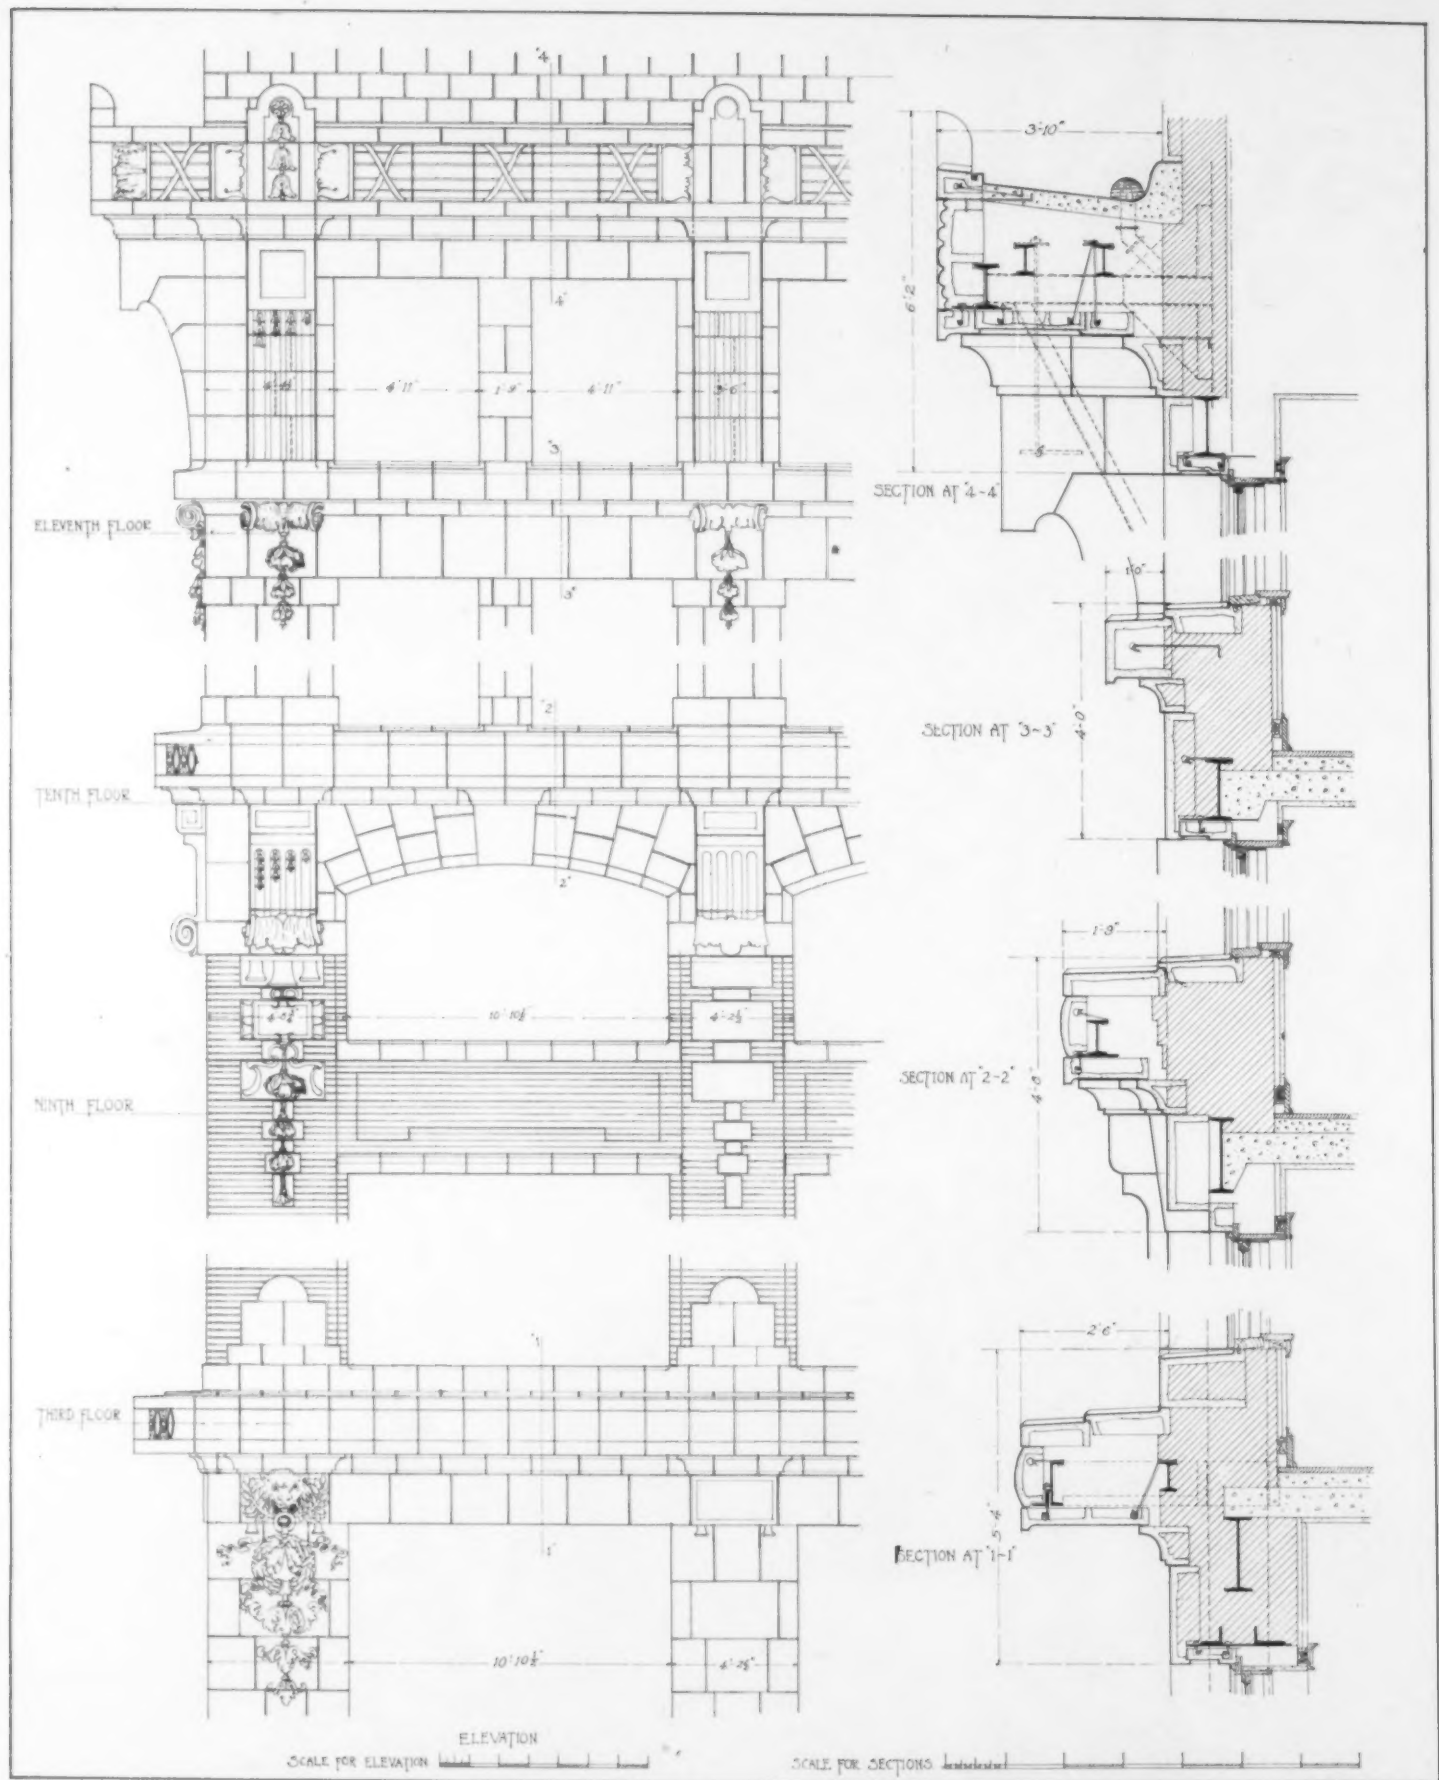 "4
3'-10"
6'-2"
4"
4'-11"
1'-9"
4'-11"
3'-6"
"3
SECTION AT "4-4"
ELEVENTH FLOOR
3"
1'-0"
"2
SECTION AT "3-3"
4'-0"
TENTH FLOOR
2"
1'-9"
10'-10½"
4'-2½"
SECTION AT "2-2"
4'-8"
NINTH FLOOR
"1
2'-6"
THIRD FLOOR
5'-4"
1"
SECTION AT "1-1"
10'-10½"
4'-2½"
ELEVATION
SCALE FOR ELEVATION
SCALE FOR SECTIONS